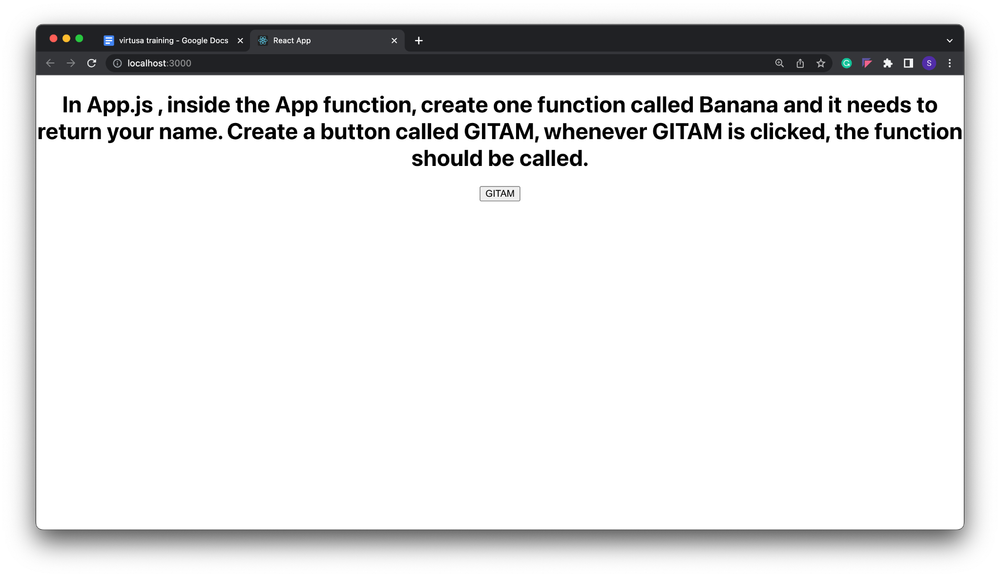 virtusa training - Google Docs
React App
localhost:3000
S
In App.js , inside the App function, create one function called Banana and it needs to
return your name. Create a button called GITAM, whenever GITAM is clicked, the function
should be called.
GITAM